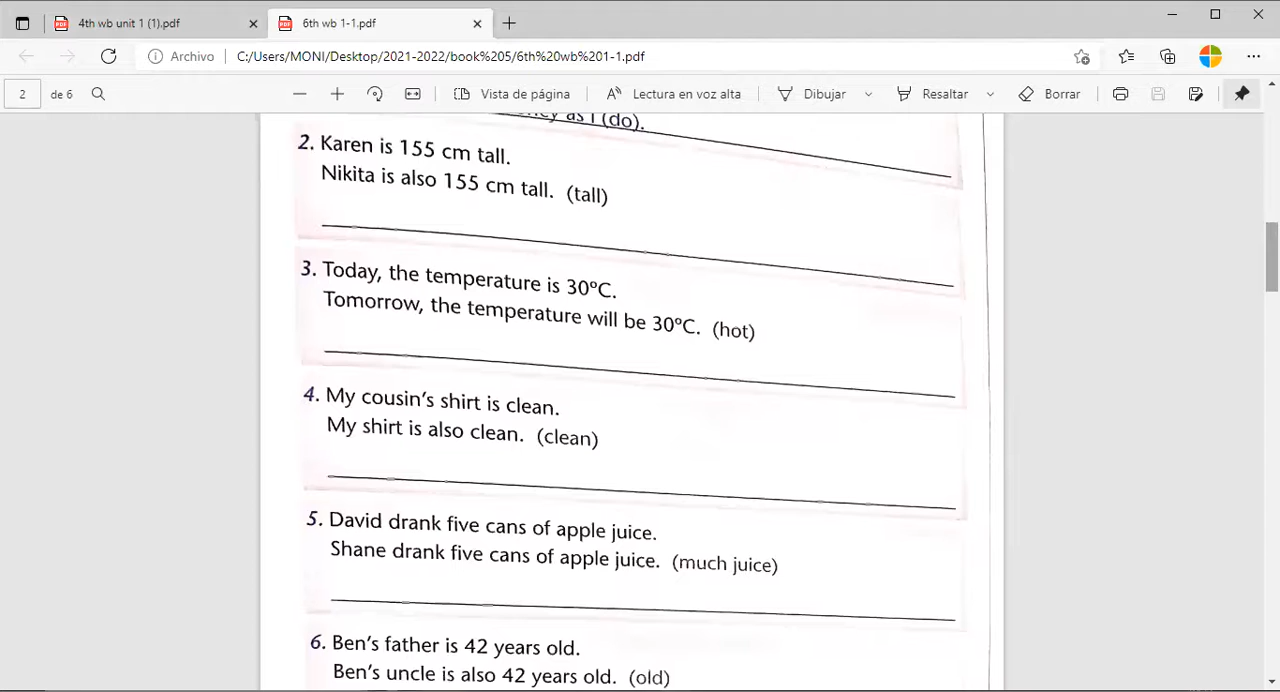 4th wb unit 1 (1).pdf
6th wb 1-1.pdf
Archivo
C:/Users/MONI/Desktop/2021-2022/book%205/6th%20wb%201-1.pdf
2 de 6
Vista de página
Lectura en voz alta
Dibujar
Resaltar
Borrar
as I (do).
2. Karen is 155 cm tall.
Nikita is also 155 cm tall. (tall)
3. Today, the temperature is 30ºC.
Tomorrow, the temperature will be 30ºC. (hot)
4. My cousin's shirt is clean.
My shirt is also clean. (clean)
5. David drank five cans of apple juice.
Shane drank five cans of apple juice. (much juice)
6. Ben's father is 42 years old.
Ben's uncle is also 42 years old. (old)